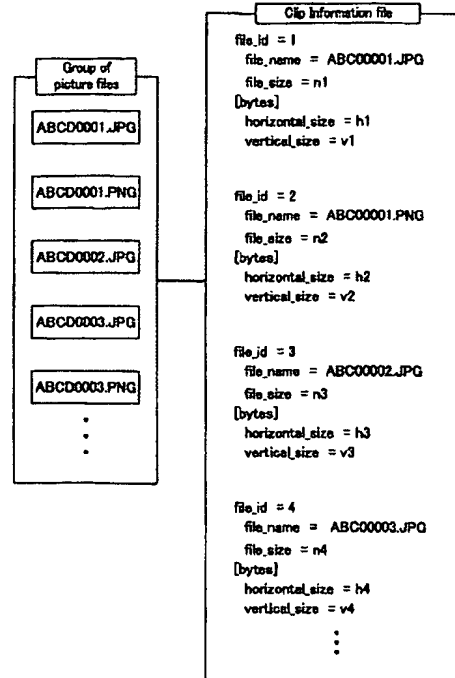 Group of
picture files
ABCD0001.JPG
ABCD0001.PNG
ABCD0002.JPG
ABCD0003.JPG
ABCD0003.PNG
Clip Information file
file_id = 1
file_name = ABC00001.JPG
file_size = n1
[bytes]
horizontal_size = h1
vertical_size = v1
file_id = 2
file_name = ABC00001.PNG
file_size = n2
[bytes]
horizontal_size = h2
vertical_size = v2
file_id = 3
file_name = ABC00002.JPG
file_size = n3
[bytes]
horizontal_size = h3
vertical_size = v3
file_id = 4
file_name = ABC00003.JPG
file_size = n4
[bytes]
horizontal_size = h4
vertical_size = v4